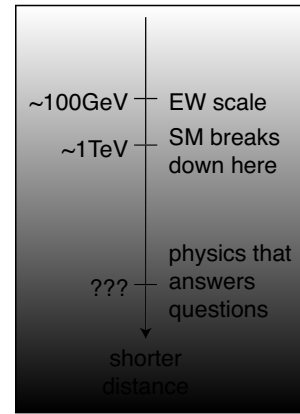 ~100GeV EW scale
~1TeV SM breaks
down here
physics that
??? answers
questions
shorter
distance